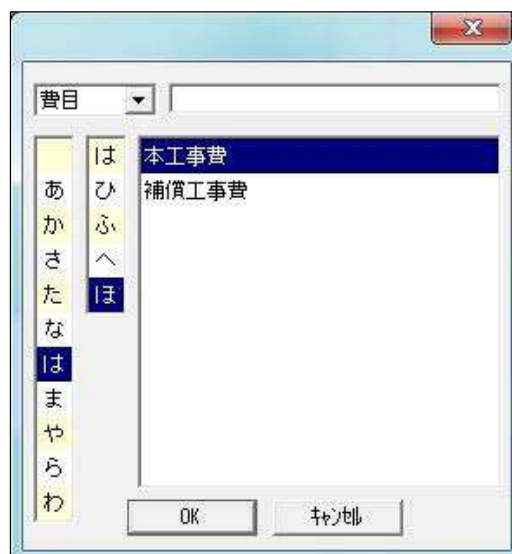 費目
あ
か
さ
た
な
は
ま
や
ら
わ
は
ひ
ふ
へ
ほ
本工事費
補償工事費
OK
ｷｬﾝｾﾙ